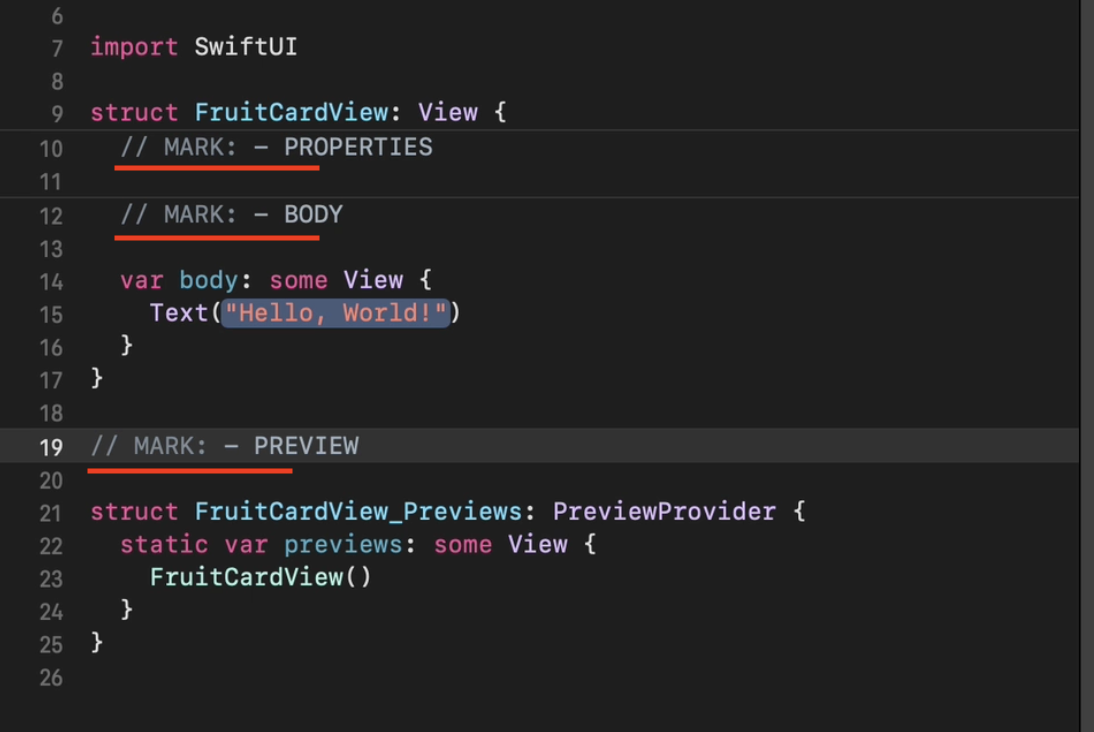 6
7 import SwiftUI
8
9 struct FruitCardView: View {
10 // MARK: – PROPERTIES
11
12 // MARK: – BODY
13
14 var body: some View {
15 Text("Hello, World!")
16 }
17 }
18
19 // MARK: – PREVIEW
20
21 struct FruitCardView_Previews: PreviewProvider {
22 static var previews: some View {
23 FruitCardView()
24 }
25 }
26